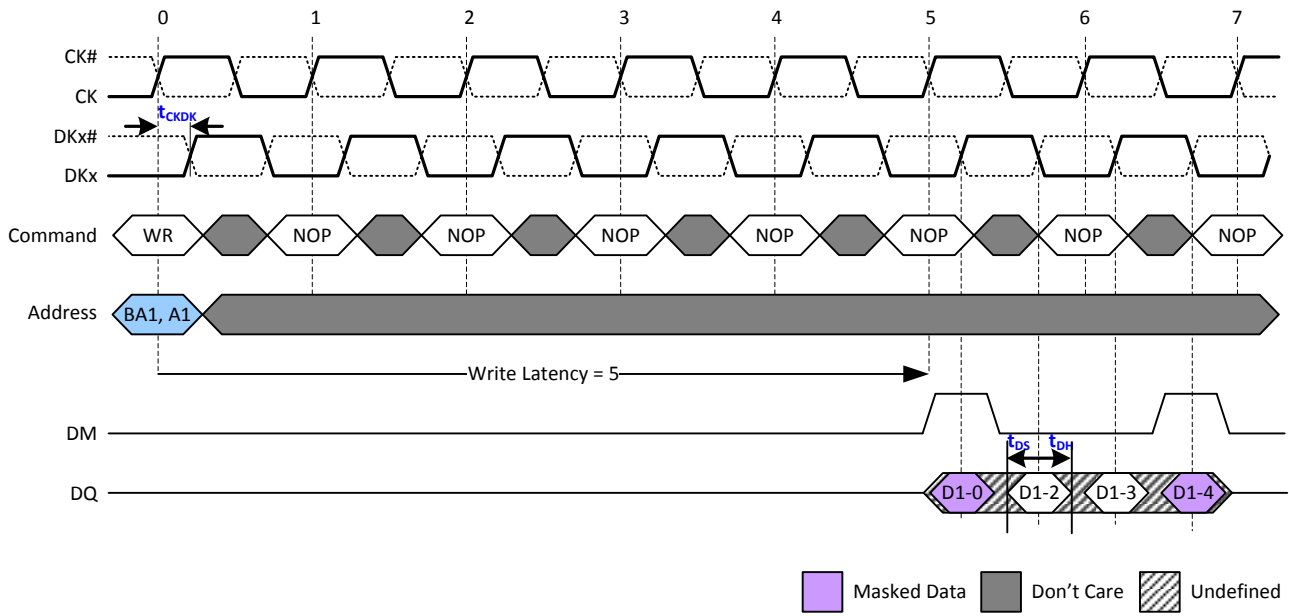 0 1 2 3 4 5 6 7
CK#
CK
tCKDK
DKx#
DKx
Command WR NOP NOP NOP NOP NOP NOP NOP
Address BA1, A1
Write Latency = 5
DM
tDS tDH
DQ D1-0 D1-2 D1-3 D1-4
Masked Data Don't Care Undefined